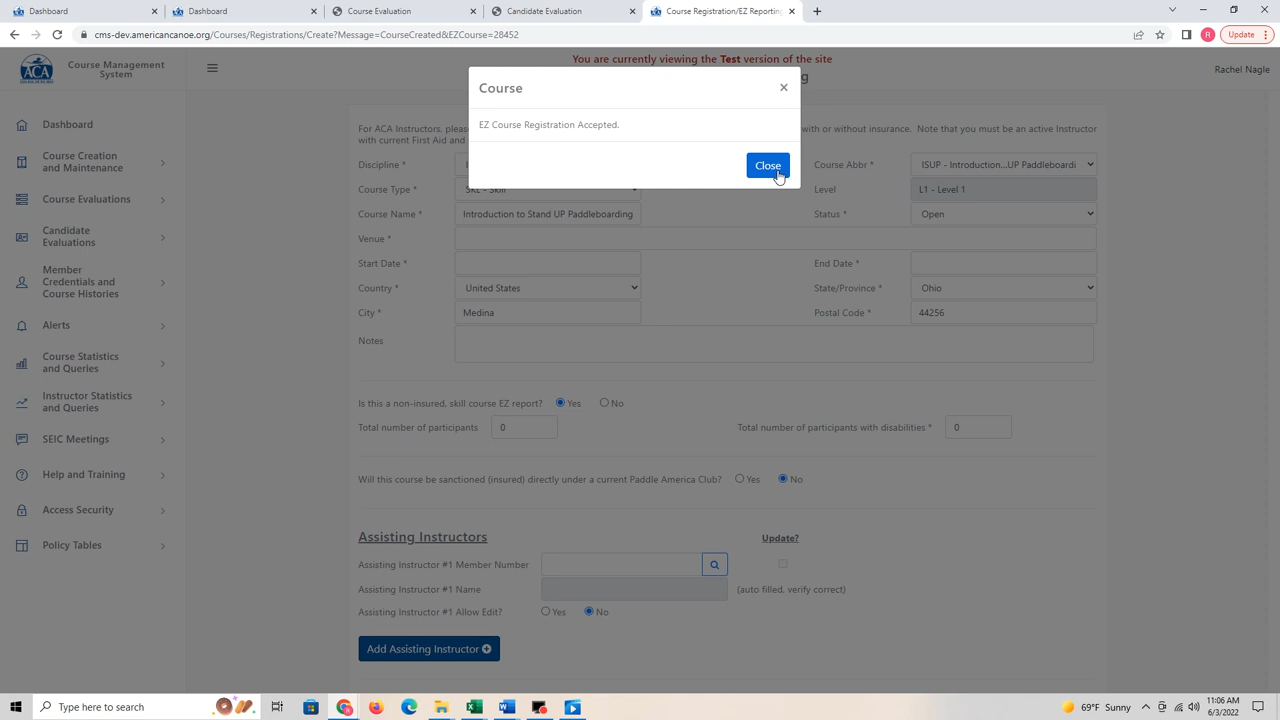 Dashboard
Dashboard
Course Evaluation
Candidate Evaluation
Course Registration/EZ Reporting
cms-dev.americancanoe.org/Courses/Registrations/Create?Message=CourseCreated&EZCourse=28452
R
Update
ACA
Course Management
System
You are currently viewing the Test version of the site
Rachel Nagle
Course
EZ Course Registration Accepted.
Close
Dashboard
Course Creation
and Maintenance
Course Evaluations
Candidate
Evaluations
Member
Credentials and
Course Histories
Alerts
Course Statistics
and Queries
Instructor Statistics
and Queries
SEIC Meetings
Help and Training
Access Security
Policy Tables
For ACA Instructors, plea
with or without insurance. Note that you must be an active Instructor
with current First Aid and
Discipline *
Course Abbr *
ISUP - Introduction...UP Paddleboardi
Course Type *
SKL - Skill
Level
L1 - Level 1
Course Name *
Introduction to Stand UP Paddleboarding
Status *
Open
Venue *
Start Date *
End Date *
Country *
United States
State/Province *
Ohio
City *
Medina
Postal Code *
44256
Notes
Is this a non-insured, skill course EZ report?
Yes
No
Total number of participants
0
Total number of participants with disabilities *
0
Will this course be sanctioned (insured) directly under a current Paddle America Club?
Yes
No
Assisting Instructors
Update?
Assisting Instructor #1 Member Number
Assisting Instructor #1 Name
(auto filled, verify correct)
Assisting Instructor #1 Allow Edit?
Yes
No
Add Assisting Instructor
Type here to search
69°F Sunny
11:06 AM
6/3/2022